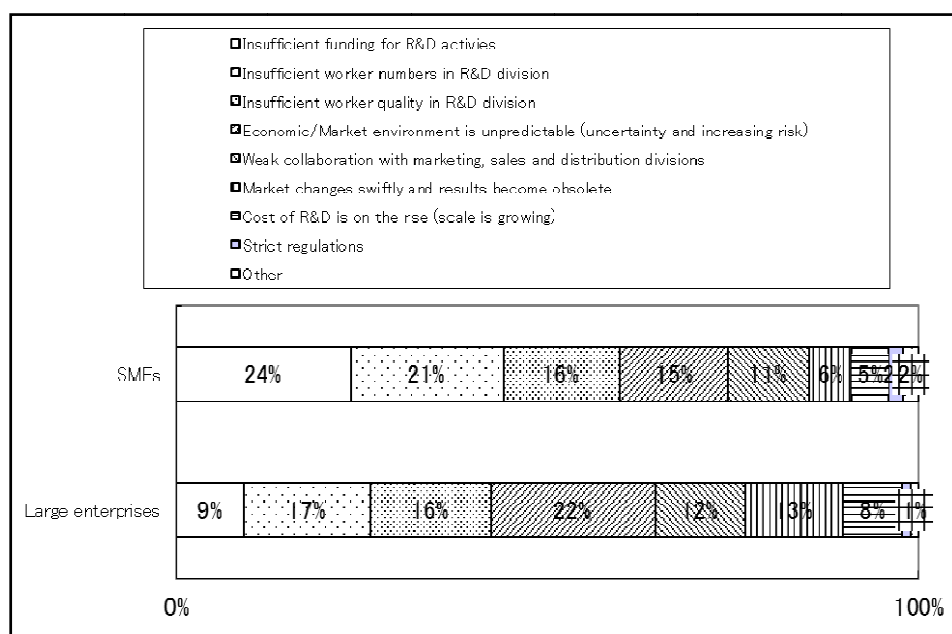 Insufficient funding for R&D activies
Insufficient worker numbers in R&D division
Insufficient worker quality in R&D division
Economic/Market environment is unpredictable (uncertainty and increasing risk)
Weak collaboration with marketing, sales and distribution divisions
Market changes swiftly and results become obsolete
Cost of R&D is on the rse (scale is growing)
Strict regulations
Other
SMEs 24% 21% 16% 15% 11% 6% 5% 2 2%
Large enterprises 9% 17% 16% 22% 12% 13% 8% 1%
0% 100%